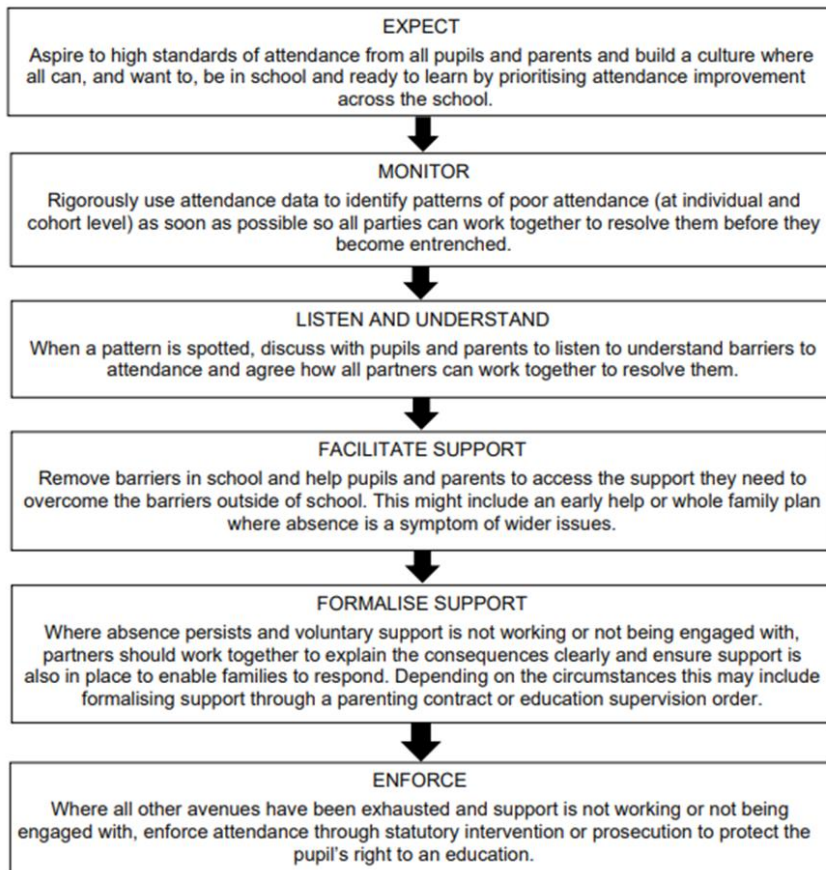 EXPECT
Aspire to high standards of attendance from all pupils and parents and build a culture where
all can, and want to, be in school and ready to learn by prioritising attendance improvement
across the school.
MONITOR
Rigorously use attendance data to identify patterns of poor attendance (at individual and
cohort level) as soon as possible so all parties can work together to resolve them before they
become entrenched.
LISTEN AND UNDERSTAND
When a pattern is spotted, discuss with pupils and parents to listen to understand barriers to
attendance and agree how all partners can work together to resolve them.
FACILITATE SUPPORT
Remove barriers in school and help pupils and parents to access the support they need to
overcome the barriers outside of school. This might include an early help or whole family plan
where absence is a symptom of wider issues.
FORMALISE SUPPORT
Where absence persists and voluntary support is not working or not being engaged with,
partners should work together to explain the consequences clearly and ensure support is
also in place to enable families to respond. Depending on the circumstances this may include
formalising support through a parenting contract or education supervision order.
ENFORCE
Where all other avenues have been exhausted and support is not working or not being
engaged with, enforce attendance through statutory intervention or prosecution to protect the
pupil's right to an education.